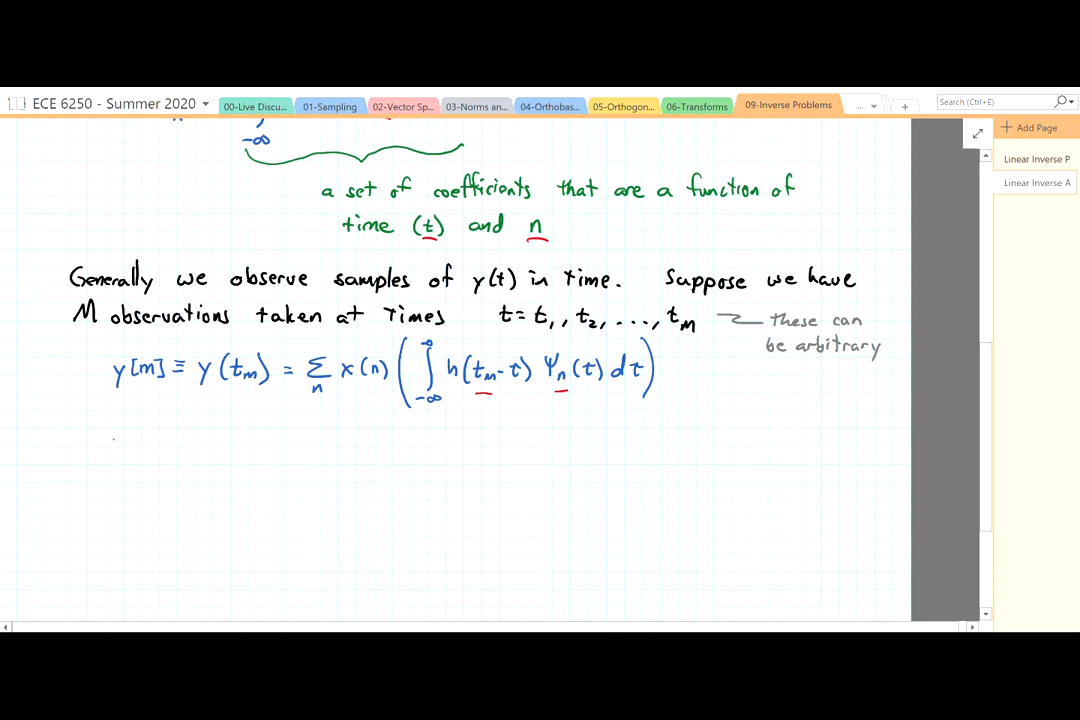 ECE 6250 - Summer 2020
00-Live Discu...
01-Sampling
02-Vector Sp...
03-Norms an...
04-Orthobas...
05-Orthogon...
06-Transforms
09-Inverse Problems
...
Search (Ctrl+E)
Add Page
Linear Inverse P
Linear Inverse A
-∞
a set of coefficients that are a function of
time (t) and n
Generally we observe samples of y(t) in time. Suppose we have
M observations taken at times t = t₁, t₂, ..., t_M
these can
be arbitrary
y[m] ≡ y(t_m) = ∑_n x(n) ( ∫_{-∞}^{∞} h(t_m - τ) ψ_n(τ) dτ )